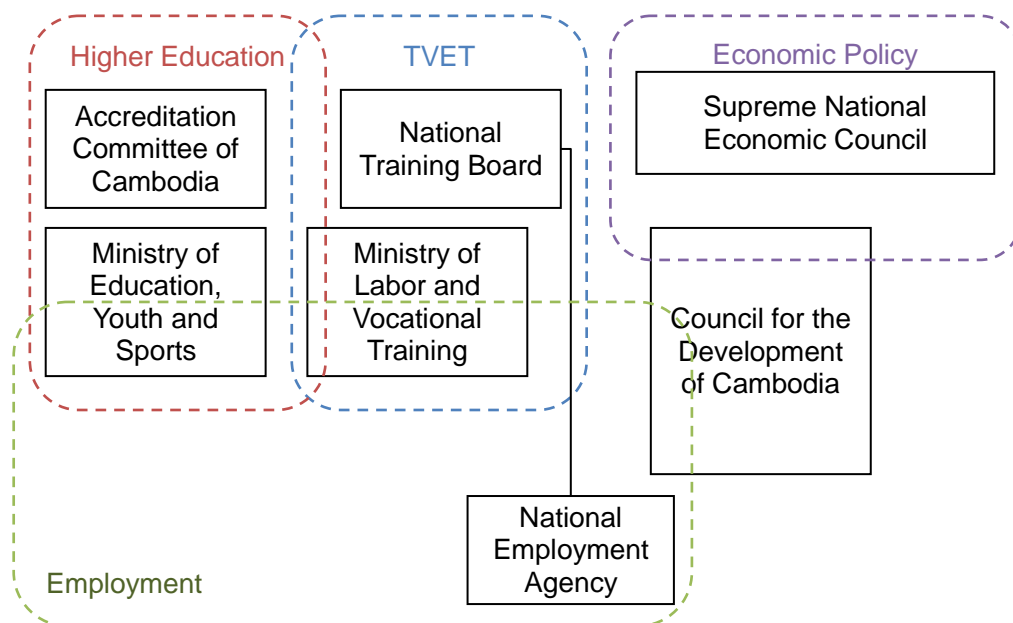 Higher Education
TVET
Economic Policy
Accreditation
Committee of
Cambodia
National
Training Board
Supreme National
Economic Council
Ministry of
Education,
Youth and
Sports
Ministry of
Labor and
Vocational
Training
Council for the
Development
of Cambodia
National
Employment
Agency
Employment